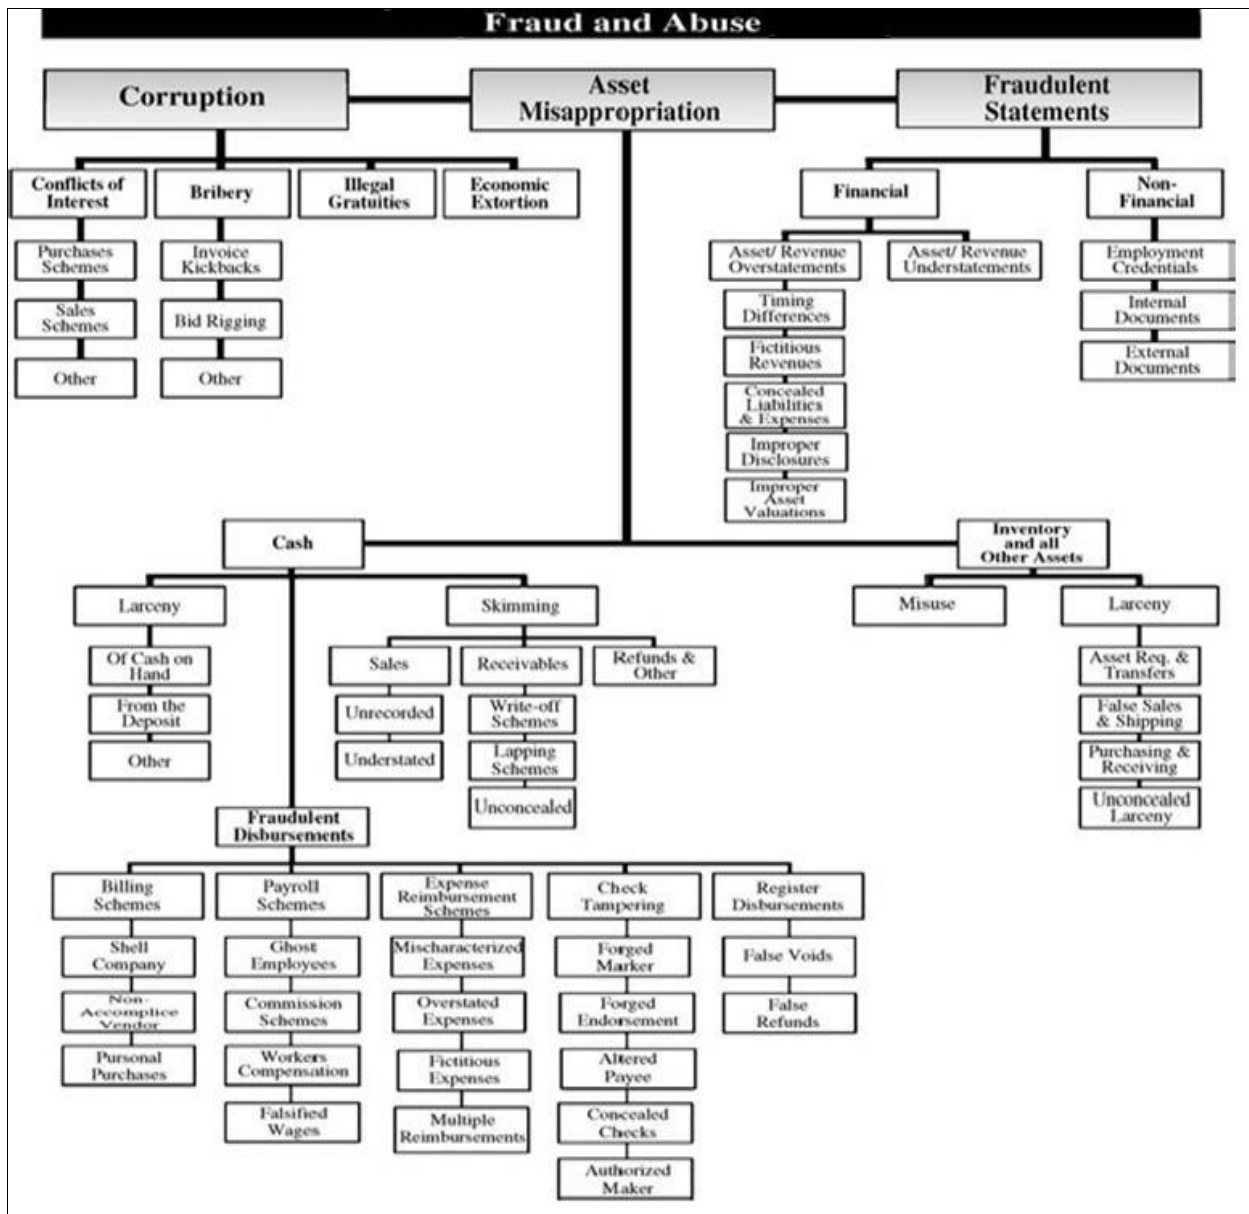 Fraud and Abuse
Corruption
Asset
Misappropriation
Fraudulent
Statements
Conflicts of
Interest
Bribery
Illegal
Gratuities
Economic
Extortion
Financial
Non-
Financial
Purchases
Schemes
Sales
Schemes
Other
Invoice
Kickbacks
Bid Rigging
Other
Asset/ Revenue
Overstatements
Asset/ Revenue
Understatements
Timing
Differences
Fictitious
Revenues
Concealed
Liabilities
& Expenses
Improper
Disclosures
Improper
Asset
Valuations
Employment
Credentials
Internal
Documents
External
Documents
Cash
Inventory
and all
Other Assets
Larceny
Of Cash on
Hand
From the
Deposit
Other
Skimming
Sales
Unrecorded
Understated
Receivables
Write-off
Schemes
Lapping
Schemes
Unconcealed
Refunds &
Other
Misuse
Larceny
Asset Req. &
Transfers
False Sales
& Shipping
Purchasing &
Receiving
Unconcealed
Larceny
Fraudulent
Disbursements
Billing
Schemes
Shell
Company
Non-
Accomplice
Vendor
Pursonal
Purchases
Payroll
Schemes
Ghost
Employees
Commission
Schemes
Workers
Compensation
Falsified
Wages
Expense
Reimbursement
Schemes
Mischaracterized
Expenses
Overstated
Expenses
Fictitious
Expenses
Multiple
Reimbursements
Check
Tampering
Forged
Marker
Forged
Endorsement
Altered
Payee
Concealed
Checks
Authorized
Maker
Register
Disbursements
False Voids
False
Refunds